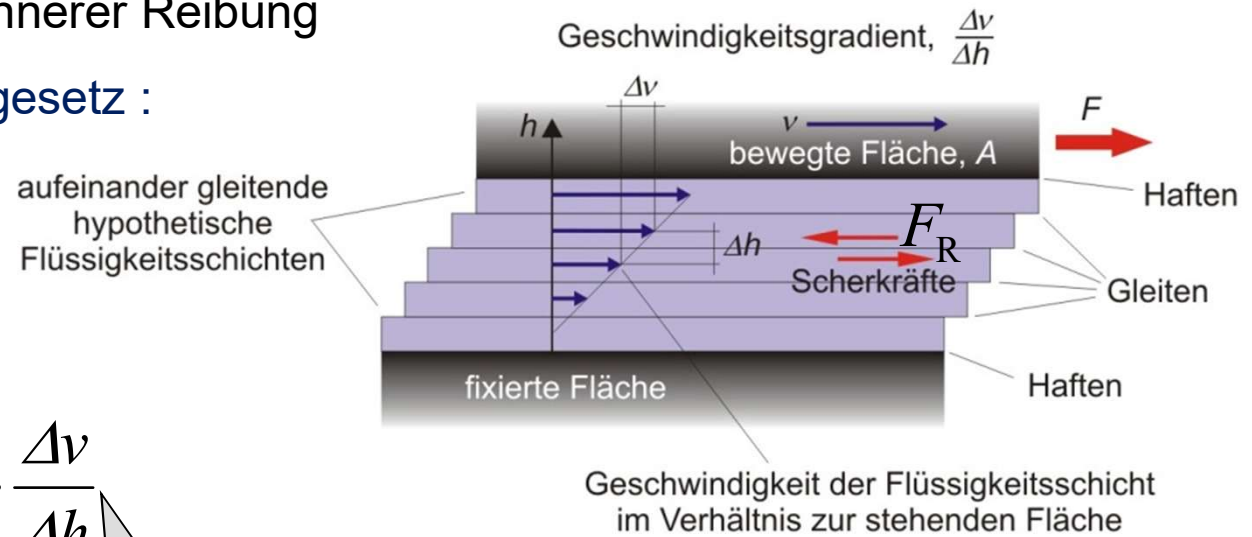 nnerer Reibung
gesetz :
Geschwindigkeitsgradient, Δv/Δh
Δv
h
v
bewegte Fläche, A
F
aufeinander gleitende
hypothetische
Flüssigkeitsschichten
Haften
Δh
F_R
Scherkräfte
Gleiten
fixierte Fläche
Haften
Δv
Δh
Geschwindigkeit der Flüssigkeitsschicht
im Verhältnis zur stehenden Fläche